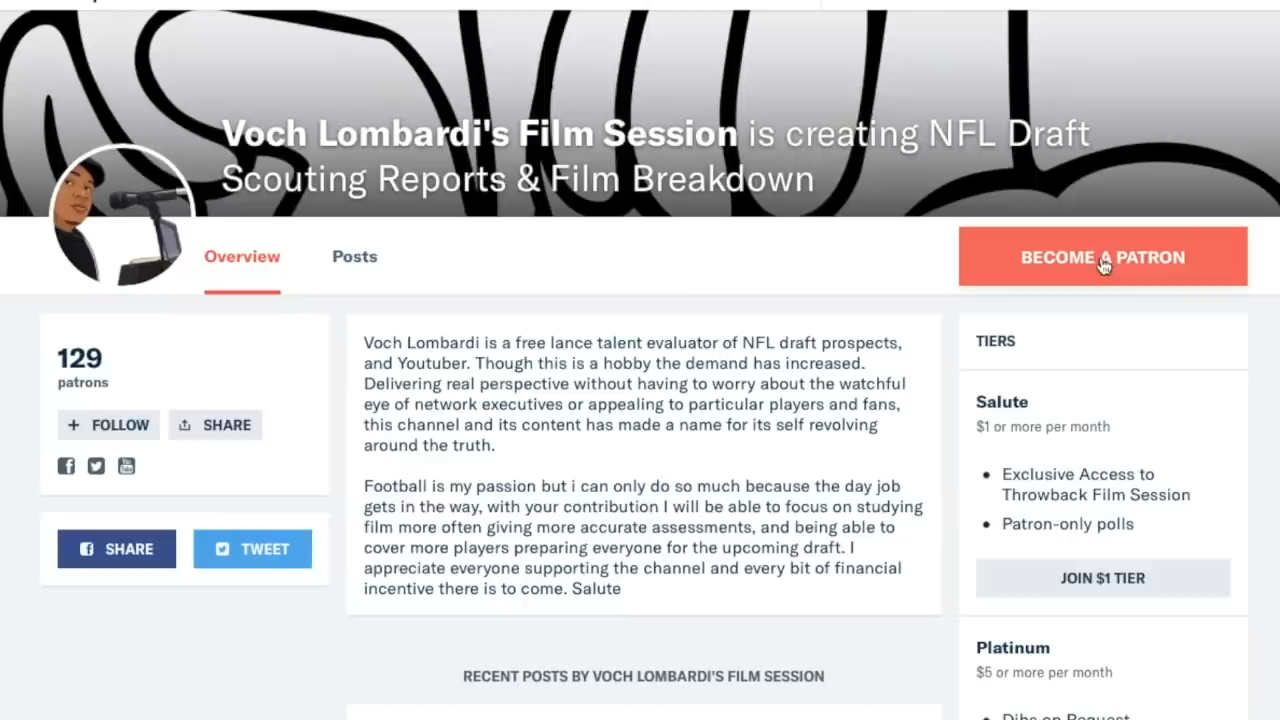 Voch Lombardi's Film Session is creating NFL Draft
Scouting Reports & Film Breakdown
Overview
Posts
BECOME A PATRON
129
patrons
+ FOLLOW
SHARE
SHARE
TWEET
Voch Lombardi is a free lance talent evaluator of NFL draft prospects,
and Youtuber. Though this is a hobby the demand has increased.
Delivering real perspective without having to worry about the watchful
eye of network executives or appealing to particular players and fans,
this channel and its content has made a name for its self revolving
around the truth.
Football is my passion but i can only do so much because the day job
gets in the way, with your contribution I will be able to focus on studying
film more often giving more accurate assessments, and being able to
cover more players preparing everyone for the upcoming draft. I
appreciate everyone supporting the channel and every bit of financial
incentive there is to come. Salute
RECENT POSTS BY VOCH LOMBARDI'S FILM SESSION
TIERS
Salute
$1 or more per month
• Exclusive Access to
Throwback Film Session
• Patron-only polls
JOIN $1 TIER
Platinum
$5 or more per month
• Dibs on Request